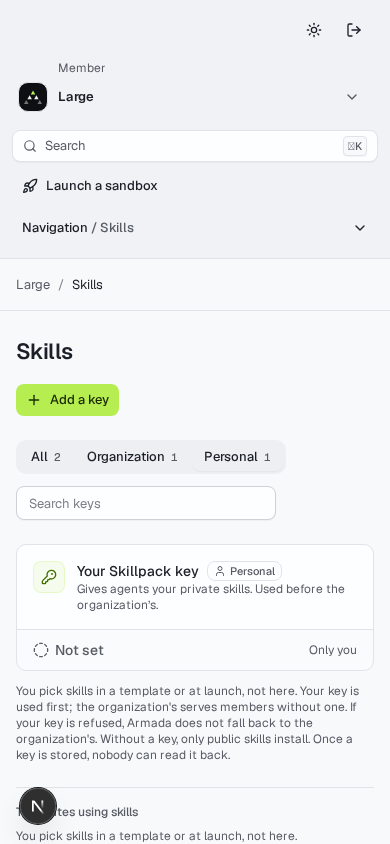 Member
Large
Search
K
Launch a sandbox
Navigation / Skills
Large / Skills
Skills
+ Add a key
All 2 Organization 1 Personal 1
Search keys
Your Skillpack key Personal
Gives agents your private skills. Used before the
organization's.
Not set Only you
You pick skills in a template or at launch, not here. Your key is
used first; the organization's serves members without one. If
your key is refused, Armada does not fall back to the
organization's. Without a key, only public skills install. Once a
key is stored, nobody can read it back.
using skills
N
You pick skills in a template or at launch, not here.